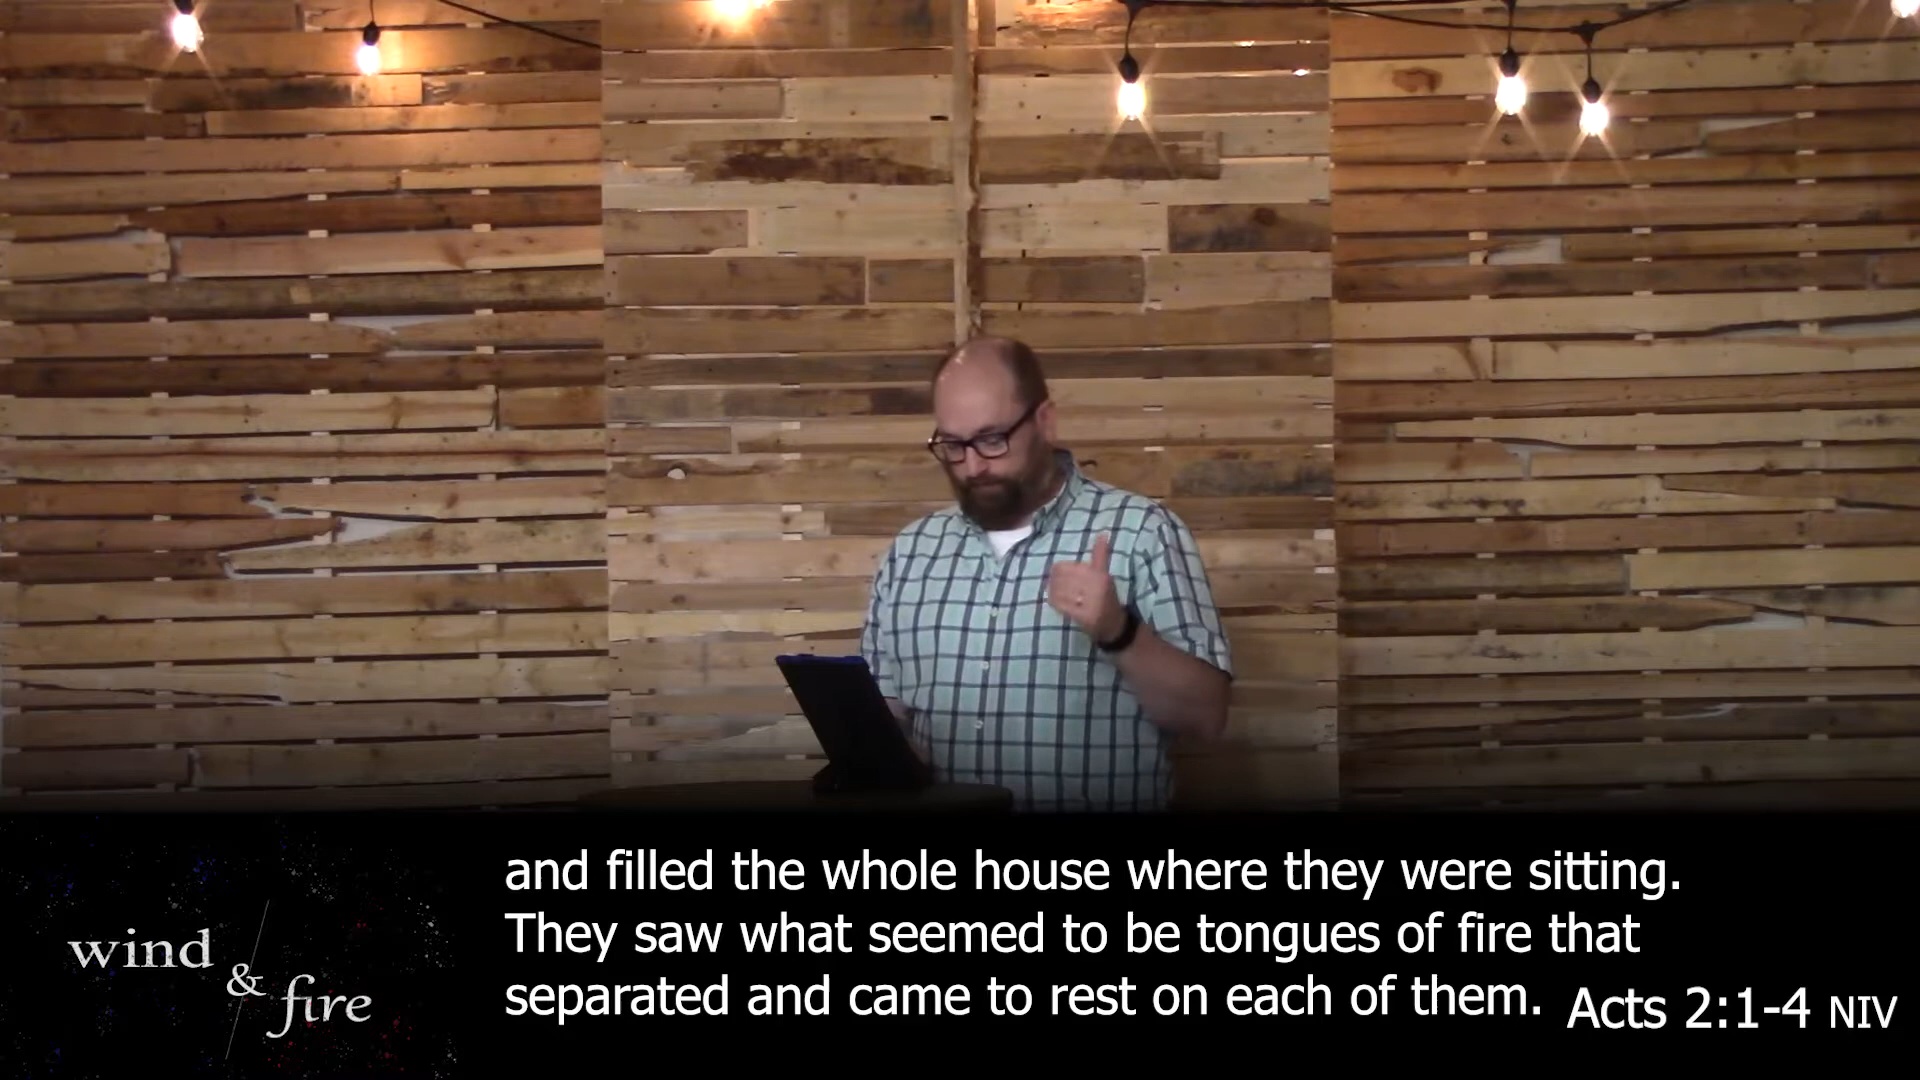 and filled the whole house where they were sitting.
They saw what seemed to be tongues of fire that
separated and came to rest on each of them.
Acts 2:1-4 NIV
wind
&
fire